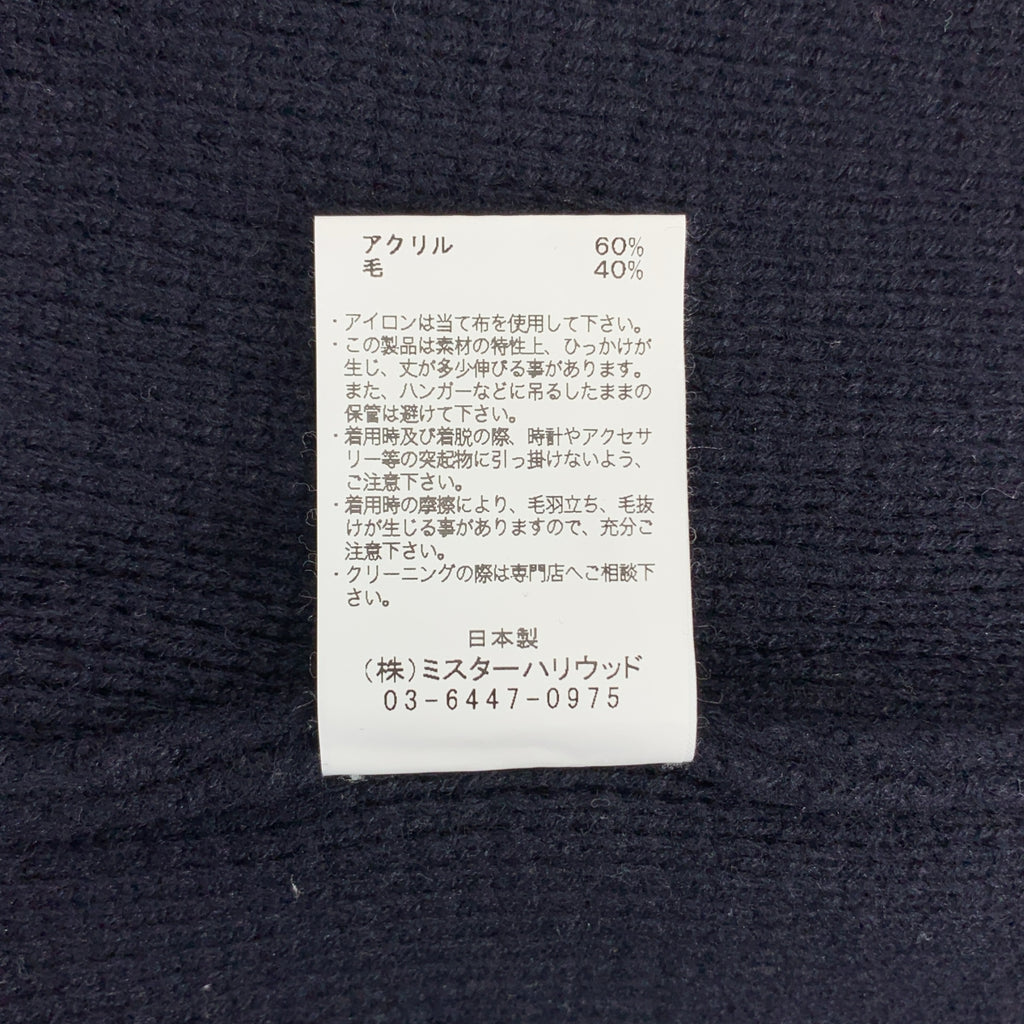 アクリル 60%
毛 40%
・アイロンは当て布を使用して下さい。
・この製品は素材の特性上、ひっかけが
生じ、丈が多少伸びる事があります。
また、ハンガーなどに吊るしたままの
保管は避けて下さい。
・着用時及び着脱の際、時計やアクセサ
リー等の突起物に引っ掛けないよう、
ご注意下さい。
・着用時の摩擦により、毛羽立ち、毛抜
けが生じる事がありますので、充分ご
注意下さい。
・クリーニングの際は専門店へご相談下
さい。
日本製
(株)ミスターハリウッド
03-6447-0975